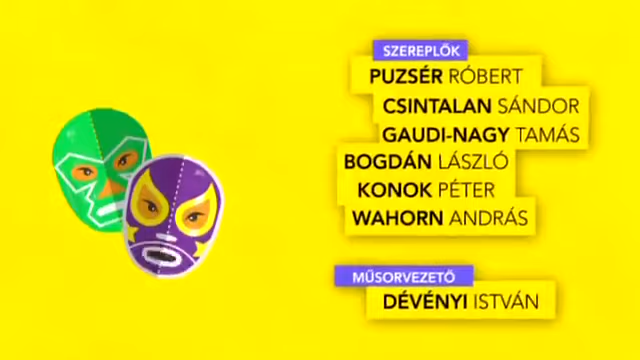 SZEREPLŐK
PUZSÉR RÓBERT
CSINTALAN SÁNDOR
GAUDI-NAGY TAMÁS
BOGDÁN LÁSZLÓ
KONOK PÉTER
WAHORN ANDRÁS
MŰSORVEZETŐ
DÉVÉNYI ISTVÁN